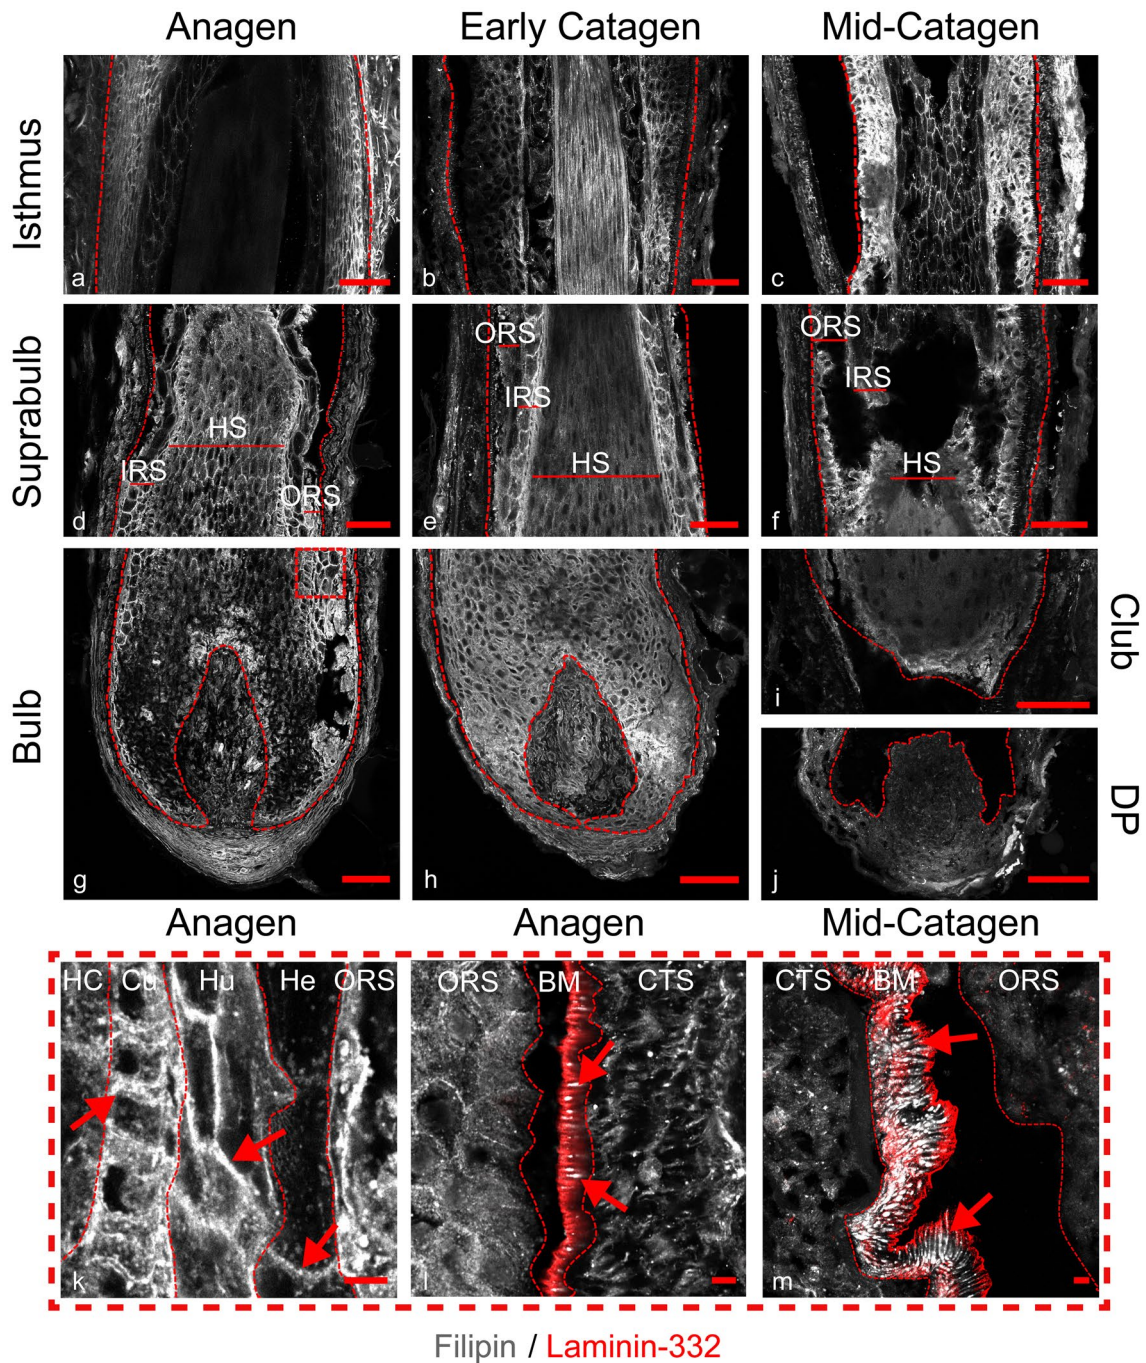 Anagen Early Catagen Mid-Catagen
Isthmus
a b c
Suprabulb
ORS ORS
IRS IRS
HS HS HS
IRS ORS
d e f
Bulb
Club
i
DP
g h j
Anagen Anagen Mid-Catagen
HC Cu Hu He ORS ORS BM CTS CTS BM ORS
k l m
Filipin / Laminin-332